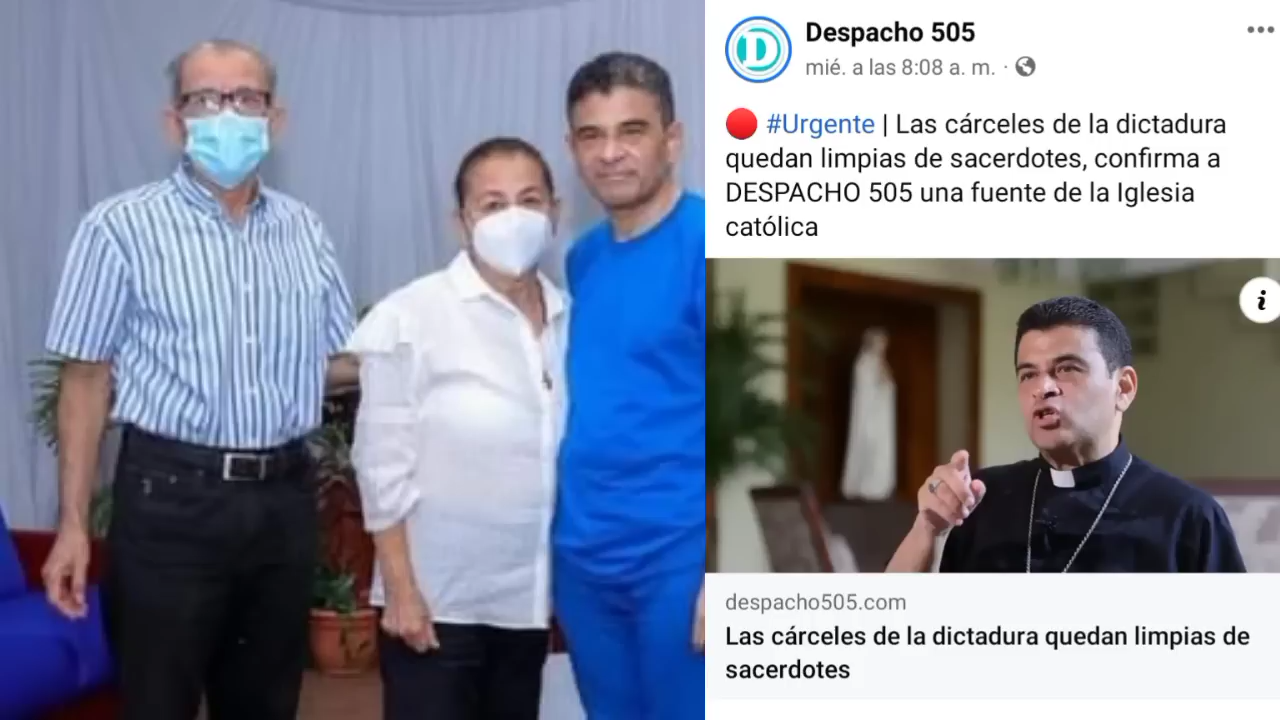 Despacho 505
mié. a las 8:08 a. m. ·
#Urgente | Las cárceles de la dictadura
quedan limpias de sacerdotes, confirma a
DESPACHO 505 una fuente de la Iglesia
católica
despacho505.com
Las cárceles de la dictadura quedan limpias de
sacerdotes